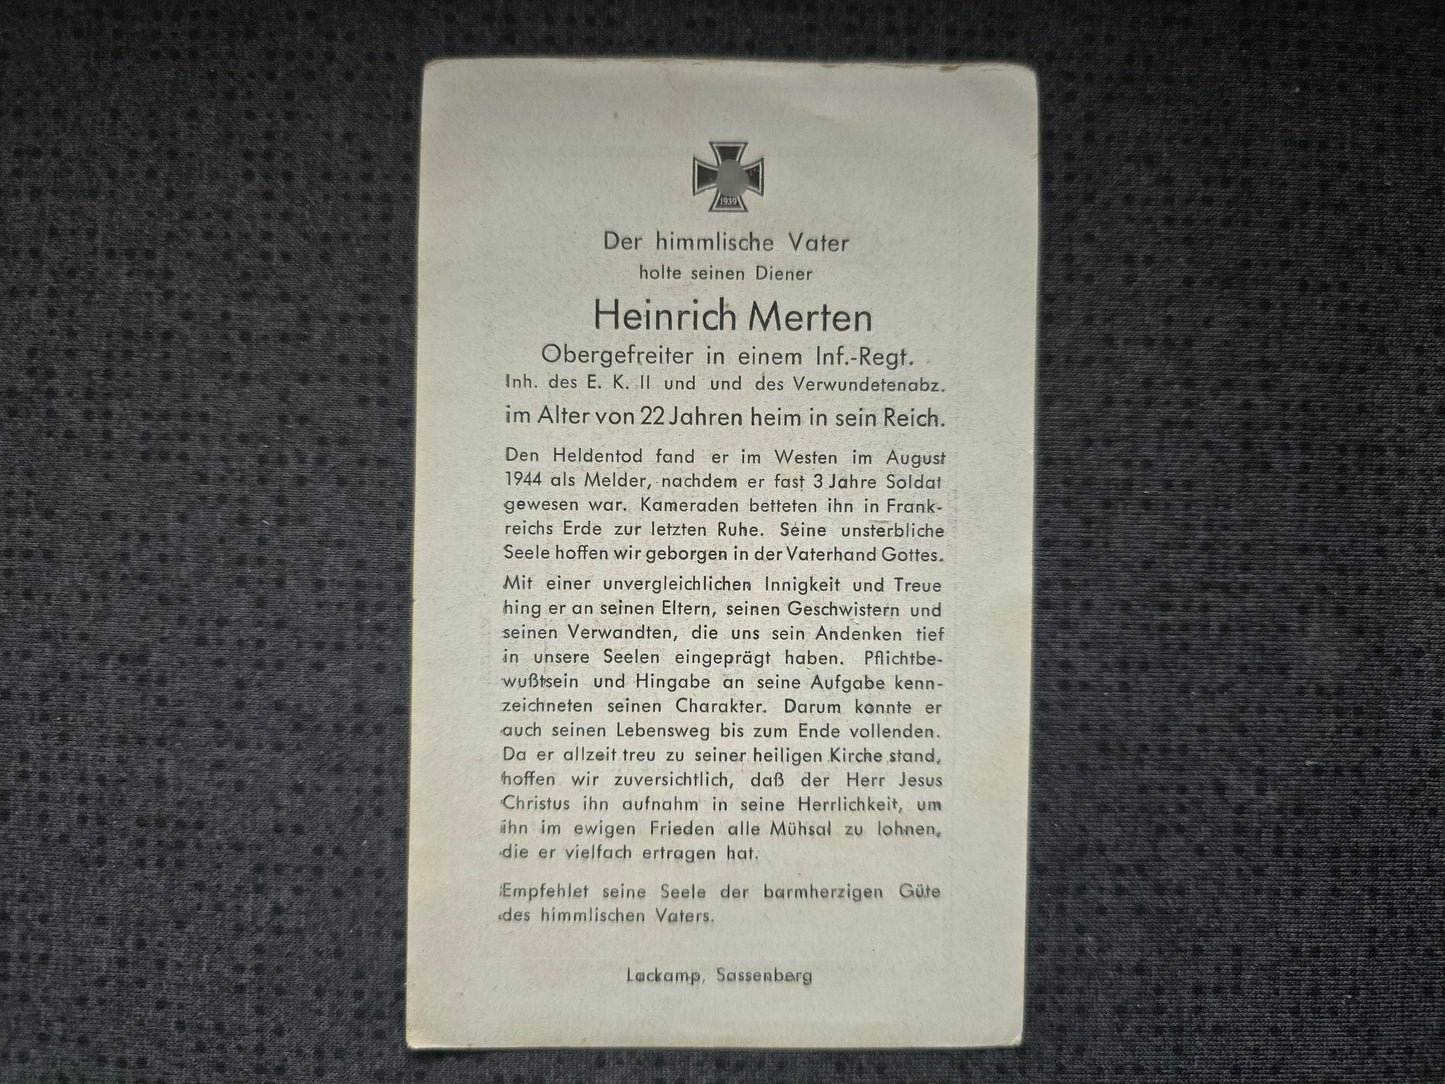 1939
Der himmlische Vater
holte seinen Diener
Heinrich Merten
Obergefreiter in einem Inf.-Regt.
Inh. des E. K. II und und des Verwundetenabz.
im Alter von 22 Jahren heim in sein Reich.
Den Heldentod fand er im Westen im August
1944 als Melder, nachdem er fast 3 Jahre Soldat
gewesen war. Kameraden betteten ihn in Frank-
reichs Erde zur letzten Ruhe. Seine unsterbliche
Seele hoffen wir geborgen in der Vaterhand Gottes.
Mit einer unvergleichlichen Innigkeit und Treue
hing er an seinen Eltern, seinen Geschwistern und
seinen Verwandten, die uns sein Andenken tief
in unsere Seelen eingeprägt haben. Pflichtbe-
wußtsein und Hingabe an seine Aufgabe kenn-
zeichneten seinen Charakter. Darum konnte er
auch seinen Lebensweg bis zum Ende vollenden.
Da er allzeit treu zu seiner heiligen Kirche stand,
hoffen wir zuversichtlich, daß der Herr Jesus
Christus ihn aufnahm in seine Herrlichkeit, um
ihn im ewigen Frieden alle Mühsal zu lohnen,
die er vielfach ertragen hat.
Empfehlet seine Seele der barmherzigen Güte
des himmlischen Vaters.
Lackamp, Sassenberg